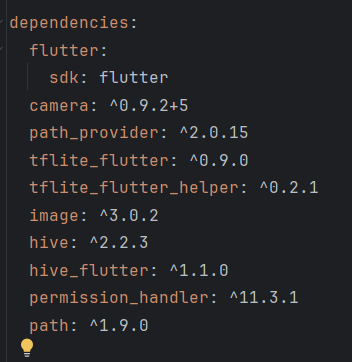 dependencies:
  flutter:
    sdk: flutter
  camera: ^0.9.2+5
  path_provider: ^2.0.15
  tflite_flutter: ^0.9.0
  tflite_flutter_helper: ^0.2.1
  image: ^3.0.2
  hive: ^2.2.3
  hive_flutter: ^1.1.0
  permission_handler: ^11.3.1
  path: ^1.9.0